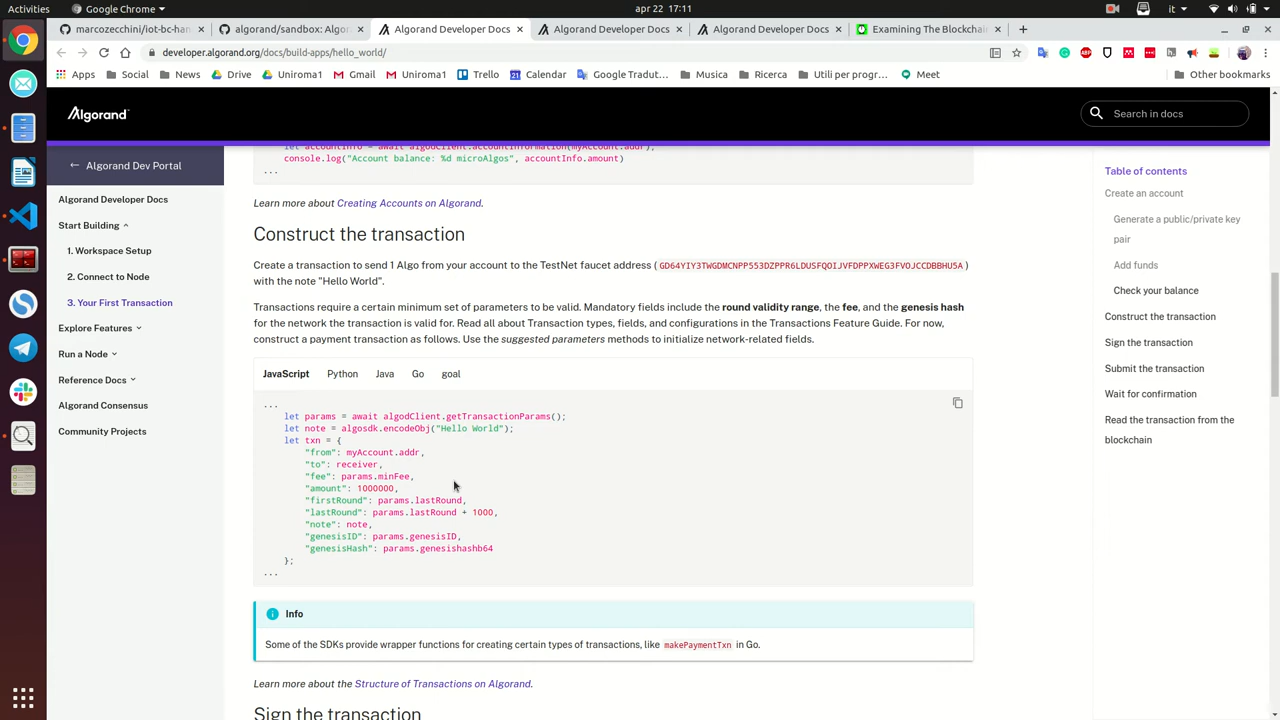 Activities
Google Chrome
apr 22 17:11
it
marcozecchini/iot-bc-han
algorand/sandbox: Algora
Algorand Developer Docs
Algorand Developer Docs
Algorand Developer Docs
Examining The Blockchain
developer.algorand.org/docs/build-apps/hello_world/
Apps
Social
News
Drive
Uniroma1
Gmail
Uniroma1
Trello
Calendar
Google Tradut...
Musica
Ricerca
Utili per progr...
Meet
Other bookmarks
Algorand
Search in docs
← Algorand Dev Portal
Algorand Developer Docs
Start Building
1. Workspace Setup
2. Connect to Node
3. Your First Transaction
Explore Features
Run a Node
Reference Docs
Algorand Consensus
Community Projects
let accountInfo = await algodClient.accountInformation(myAccount.addr);
console.log("Account balance: %d microAlgos", accountInfo.amount)
...
Learn more about Creating Accounts on Algorand.
Construct the transaction
Create a transaction to send 1 Algo from your account to the TestNet faucet address ( GD64YIY3TWGDMCNPP553DZPPR6LDUSFQOIJVFDPPXWEG3FVOJCCDBBHU5A )
with the note "Hello World".
Transactions require a certain minimum set of parameters to be valid. Mandatory fields include the round validity range, the fee, and the genesis hash
for the network the transaction is valid for. Read all about Transaction types, fields, and configurations in the Transactions Feature Guide. For now,
construct a payment transaction as follows. Use the suggested parameters methods to initialize network-related fields.
JavaScript Python Java Go goal
...
let params = await algodClient.getTransactionParams();
let note = algosdk.encodeObj("Hello World");
let txn = {
"from": myAccount.addr,
"to": receiver,
"fee": params.minFee,
"amount": 1000000,
"firstRound": params.lastRound,
"lastRound": params.lastRound + 1000,
"note": note,
"genesisID": params.genesisID,
"genesisHash": params.genesishashb64
};
...
Info
Some of the SDKs provide wrapper functions for creating certain types of transactions, like makePaymentTxn in Go.
Learn more about the Structure of Transactions on Algorand.
Sign the transaction
Table of contents
Create an account
Generate a public/private key
pair
Add funds
Check your balance
Construct the transaction
Sign the transaction
Submit the transaction
Wait for confirmation
Read the transaction from the
blockchain